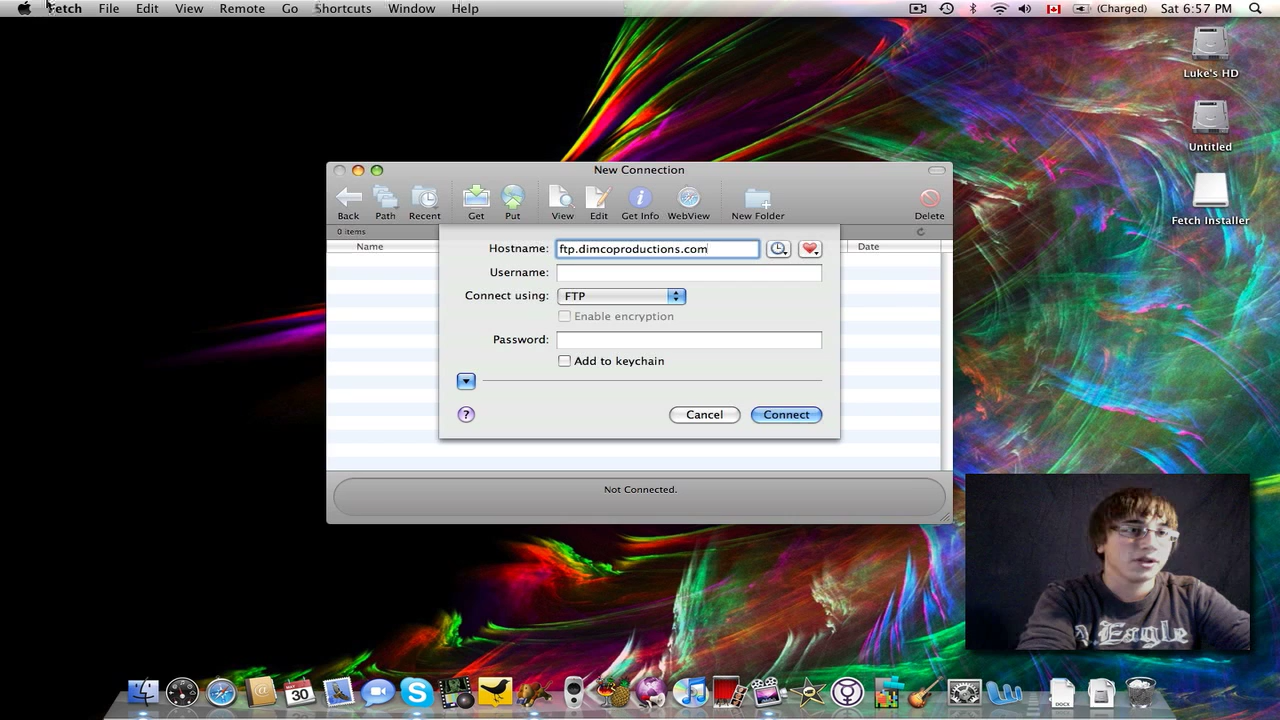 Fetch File Edit View Remote Go Shortcuts Window Help (Charged) Sat 6:57 PM
Luke's HD
Untitled
Fetch Installer
New Connection
Back Path Recent Get Put View Edit Get Info WebView New Folder Delete
0 items
Name Date
Hostname: ftp.dimcoproductions.com
Username:
Connect using: FTP
Enable encryption
Password:
Add to keychain
? Cancel Connect
Not Connected.
A. Eagle
30
DOCX